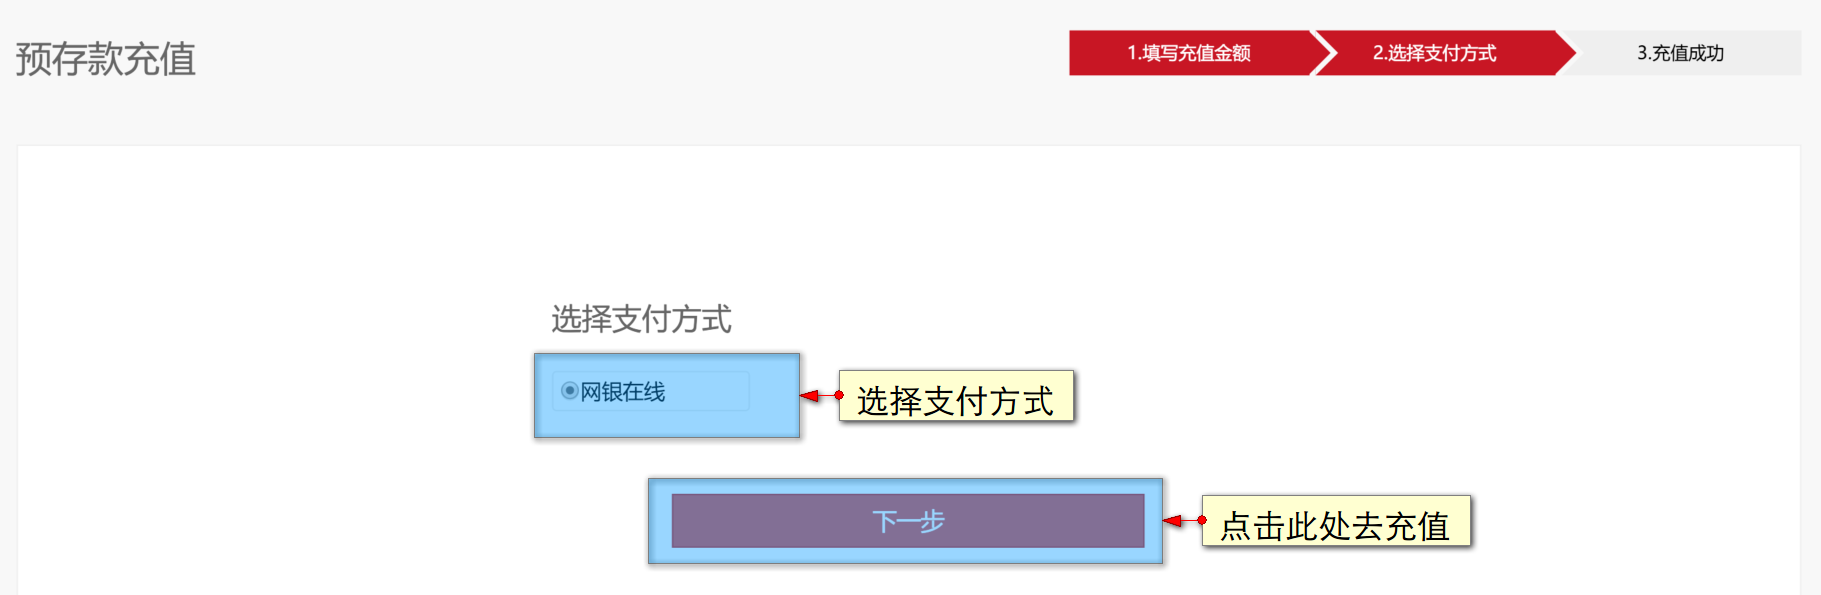 预存款充值
1.填写充值金额
2.选择支付方式
3.充值成功
选择支付方式
网银在线
选择支付方式
下一步
点击此处去充值